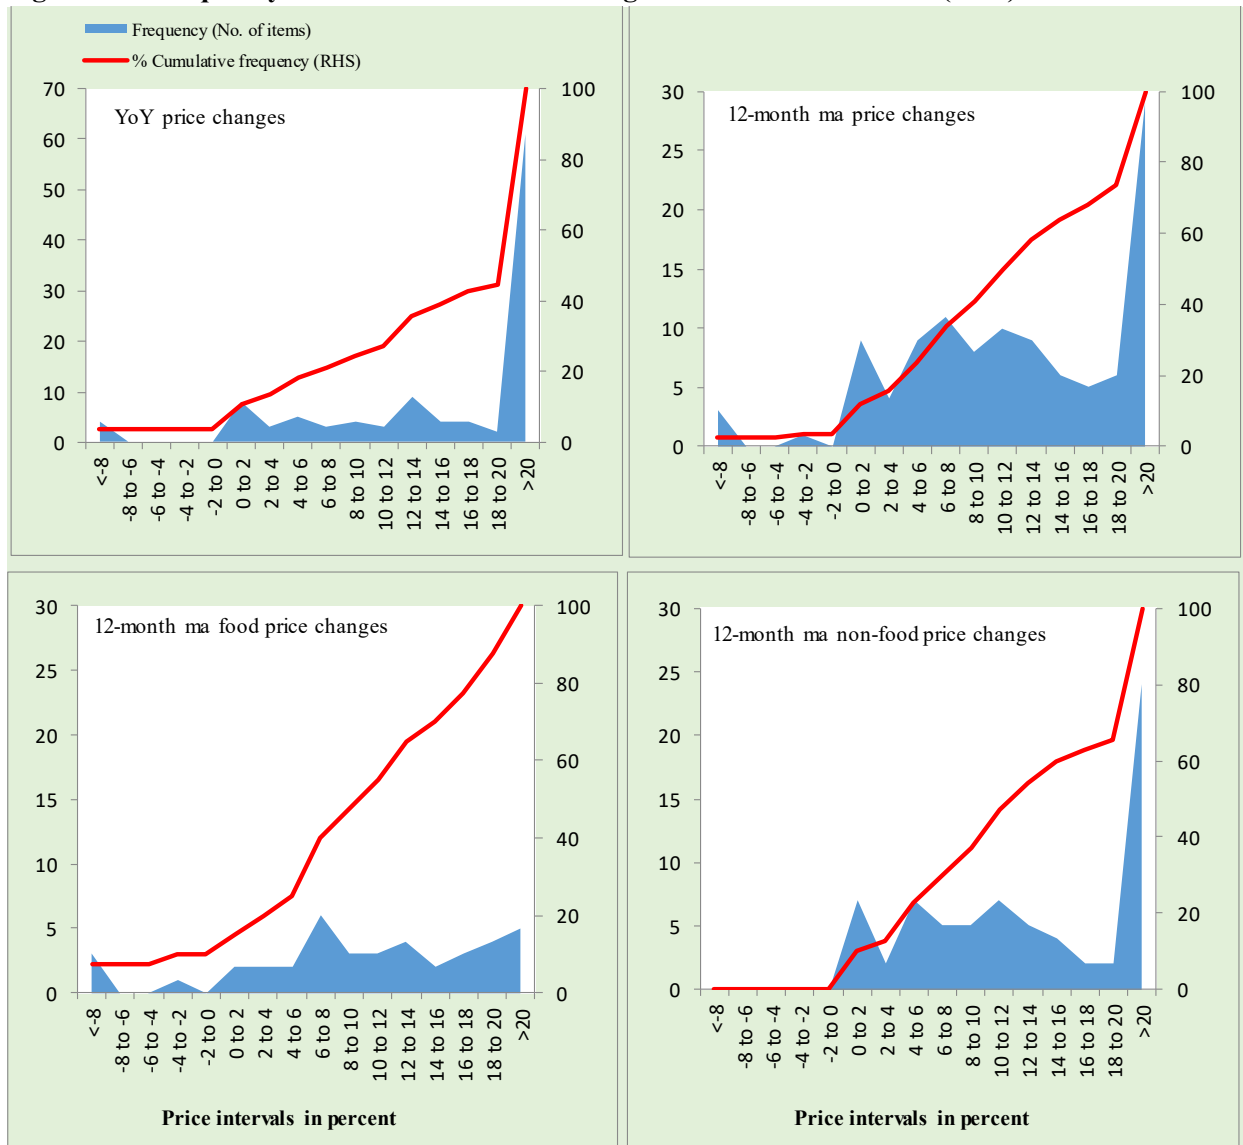 Frequency (No. of items)
% Cumulative frequency (RHS)
YoY price changes
70
60
50
40
30
20
10
0
100
80
60
40
20
0
<-8
-8 to -6
-6 to -4
-4 to -2
-2 to 0
0 to 2
2 to 4
4 to 6
6 to 8
8 to 10
10 to 12
12 to 14
14 to 16
16 to 18
18 to 20
>20
12-month ma price changes
30
25
20
15
10
5
0
100
80
60
40
20
0
<-8
-8 to -6
-6 to -4
-4 to -2
-2 to 0
0 to 2
2 to 4
4 to 6
6 to 8
8 to 10
10 to 12
12 to 14
14 to 16
16 to 18
18 to 20
>20
12-month ma food price changes
30
25
20
15
10
5
0
100
80
60
40
20
0
<-8
-8 to -6
-6 to -4
-4 to -2
-2 to 0
0 to 2
2 to 4
4 to 6
6 to 8
8 to 10
10 to 12
12 to 14
14 to 16
16 to 18
18 to 20
>20
Price intervals in percent
12-month ma non-food price changes
30
25
20
15
10
5
0
100
80
60
40
20
0
<-8
-8 to -6
-6 to -4
-4 to -2
-2 to 0
0 to 2
2 to 4
4 to 6
6 to 8
8 to 10
10 to 12
12 to 14
14 to 16
16 to 18
18 to 20
>20
Price intervals in percent